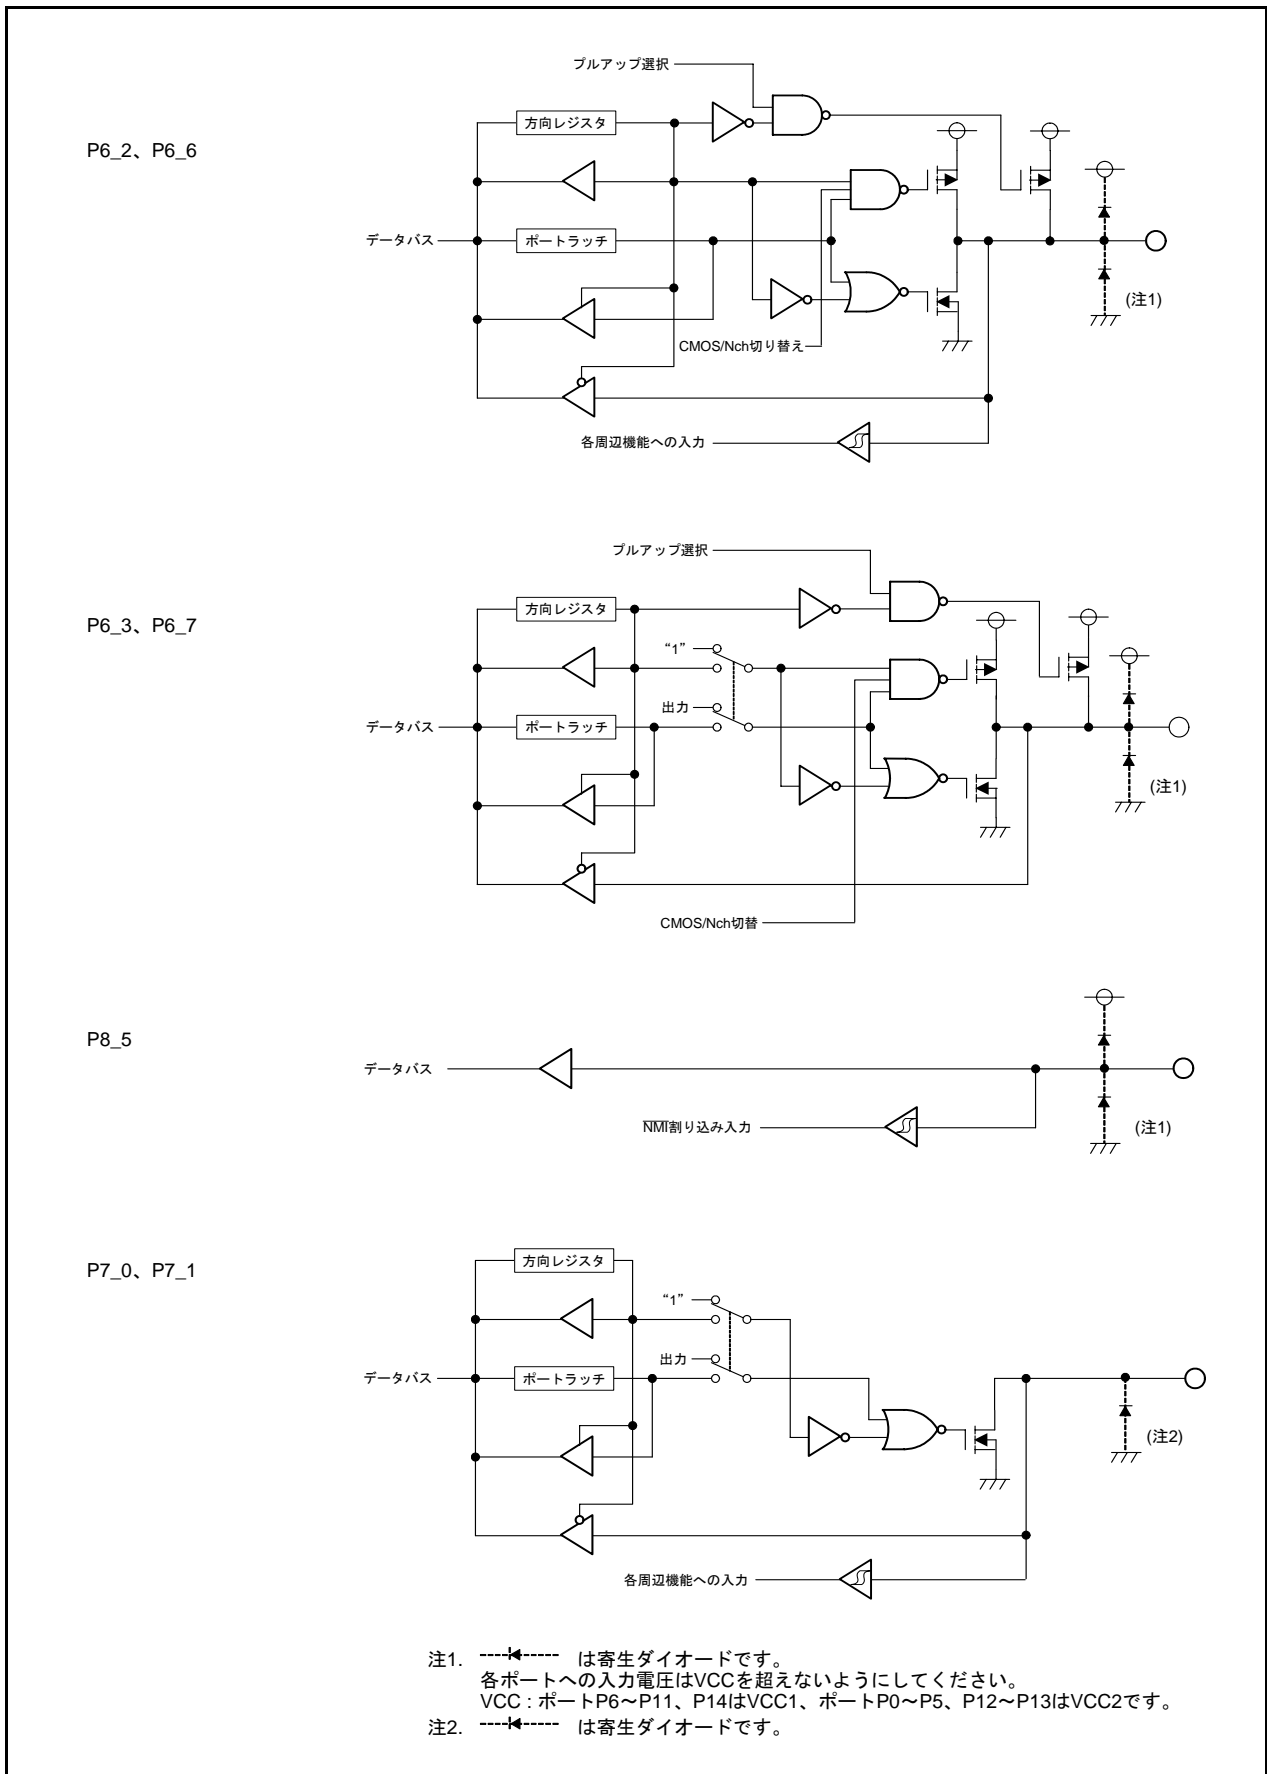 プルアップ選択
方向レジスタ
P6_2、P6_6
データバス
ポートラッチ
(注1)
CMOS/Nch切り替え
各周辺機能への入力
プルアップ選択
方向レジスタ
P6_3、P6_7
“1”
出力
データバス
ポートラッチ
(注1)
CMOS/Nch切替
P8_5
データバス
NMI割り込み入力
(注1)
方向レジスタ
P7_0、P7_1
“1”
出力
データバス
ポートラッチ
(注2)
各周辺機能への入力
注1. は寄生ダイオードです。
各ポートへの入力電圧はVCCを超えないようにしてください。
VCC : ポートP6～P11、P14はVCC1、ポートP0～P5、P12～P13はVCC2です。
注2. は寄生ダイオードです。